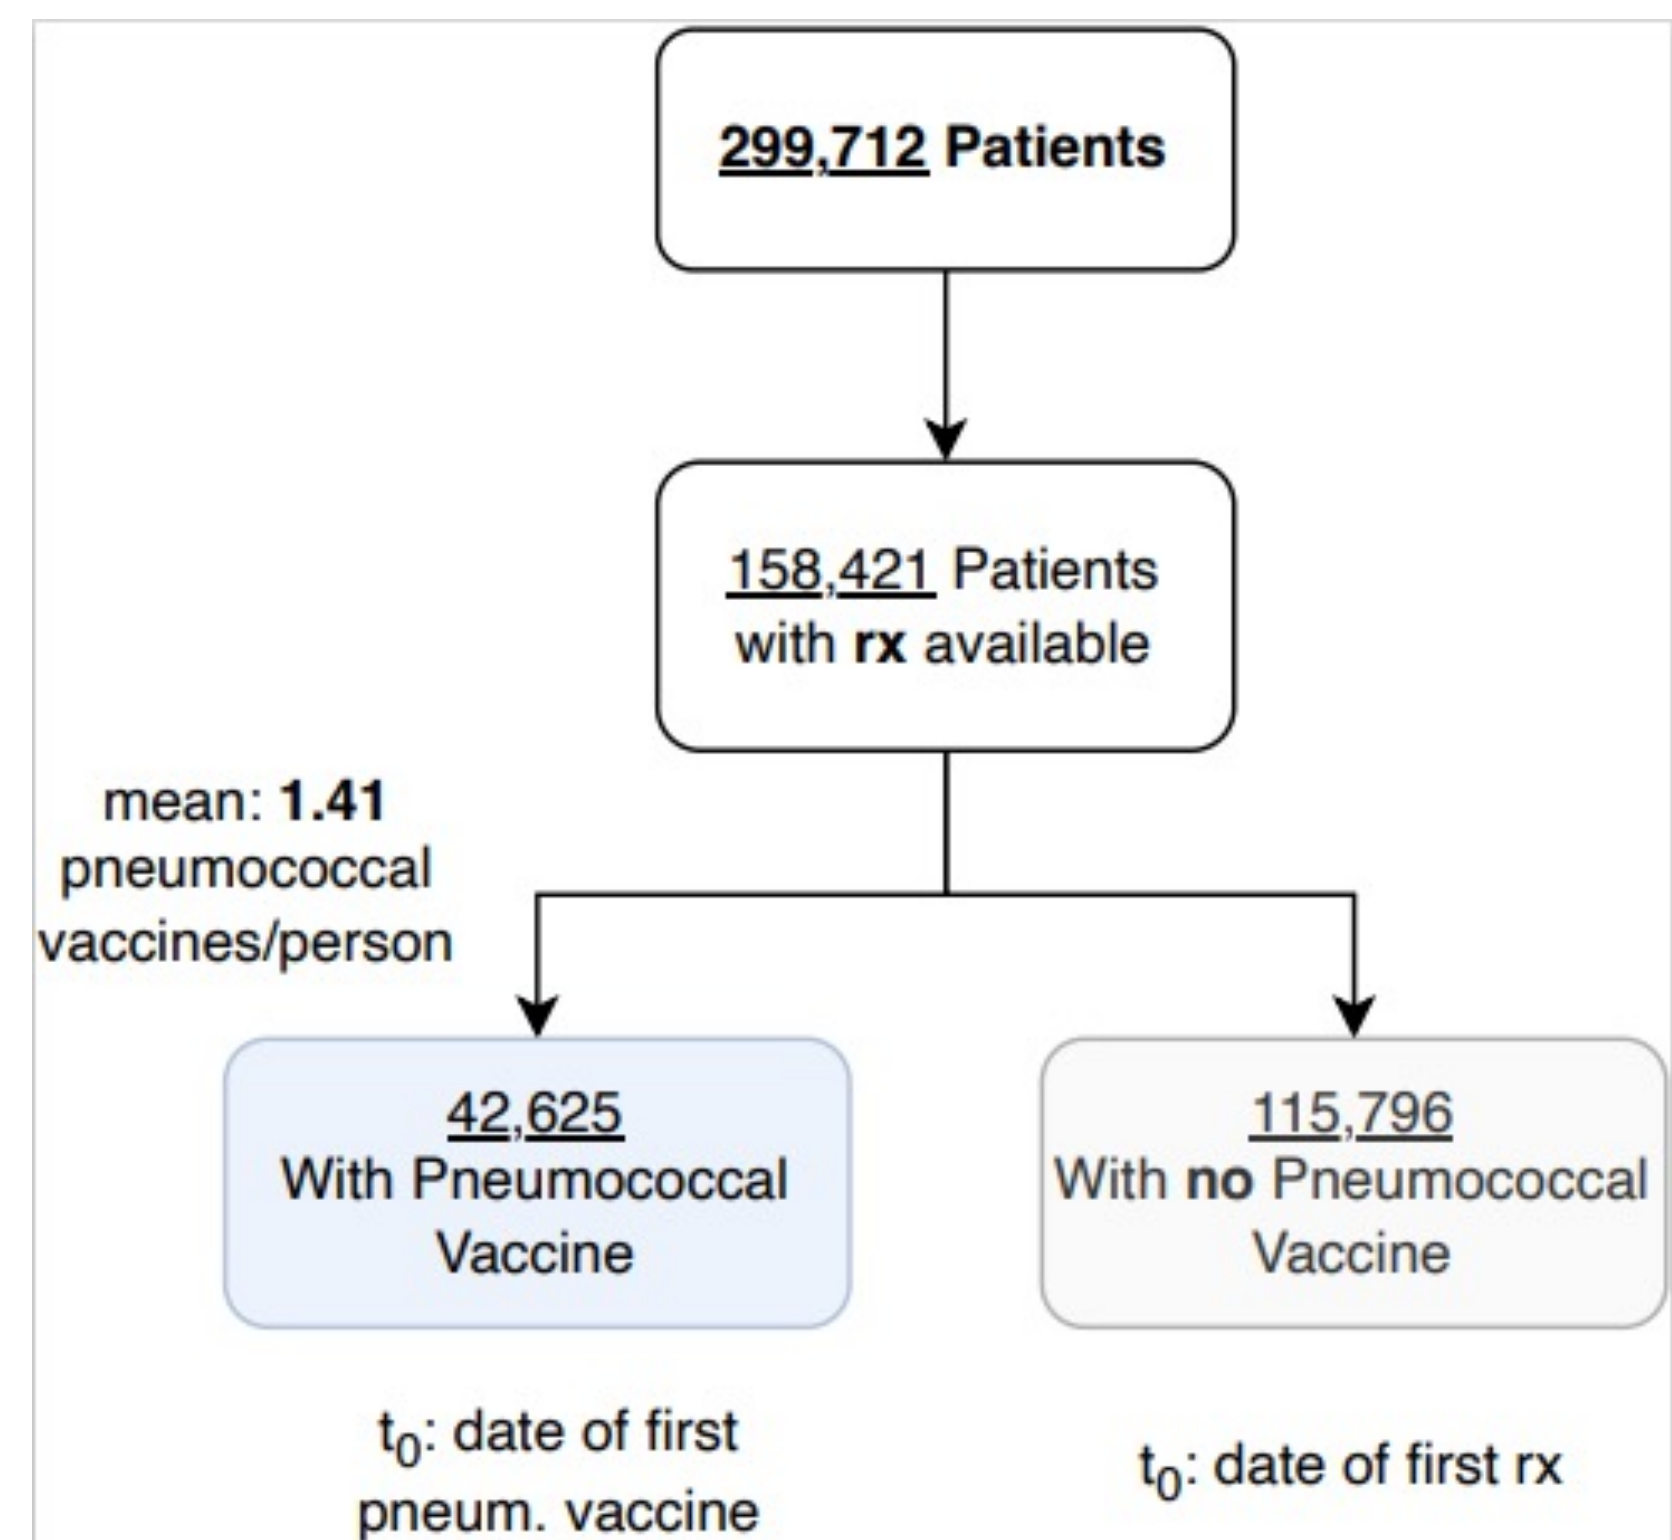 299,712 Patients
158,421 Patients
with rx available
mean: 1.41
pneumococcal
vaccines/person
42,625
With Pneumococcal
Vaccine
115,796
With no Pneumococcal
Vaccine
t0: date of first
pneum. vaccine
t0: date of first rx